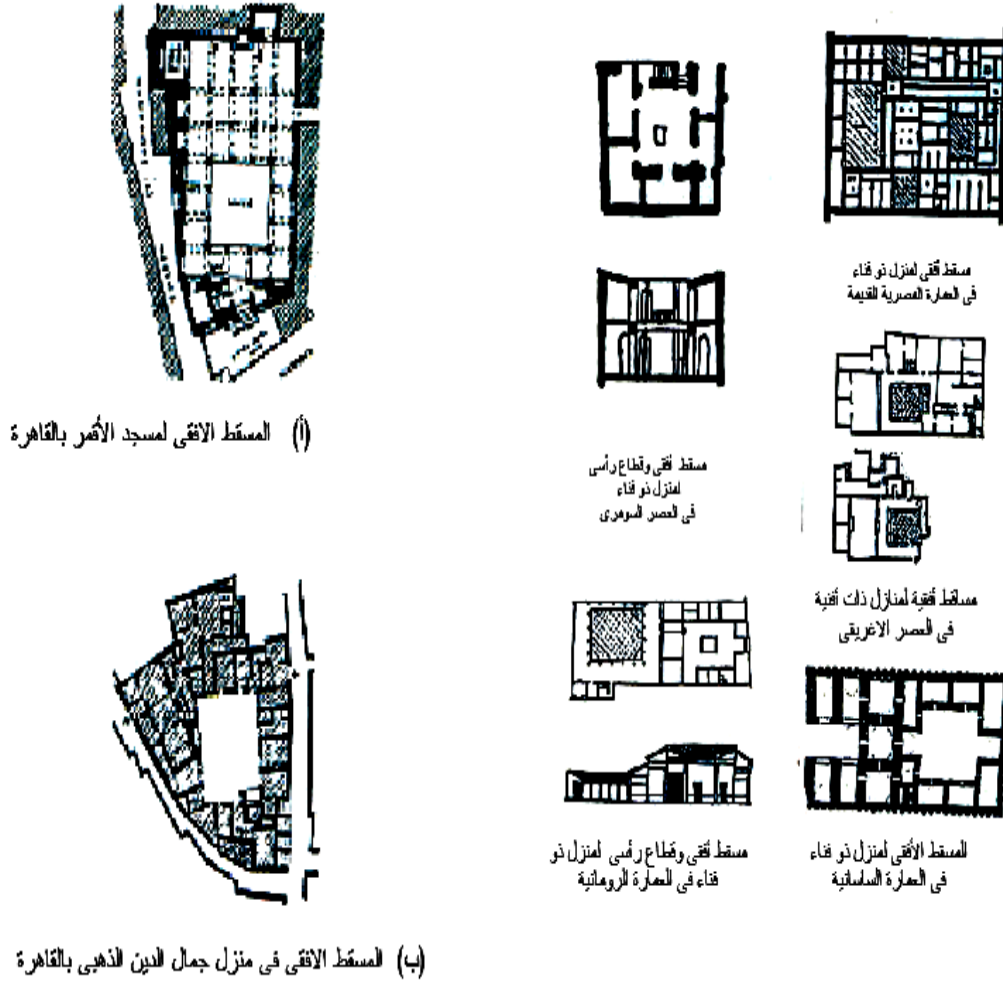 مسقط أفقى لمنزل ذو فناء
فى العمارة المصرية القديمة
(أ) المسقط الافقى لمسجد الأقمر بالقاهرة
مسقط أفقى وقطاع رأسى
لمنزل ذو فناء
فى العصر السومرى
مساقط أفقية لمنازل ذات أفنية
فى العصر الاغريقى
مسقط أفقى وقطاع رأسى لمنزل ذو
فناء فى العمارة الرومانية
المسقط الأفقى لمنزل ذو فناء
فى العمارة الساسانية
(ب) المسقط الافقى فى منزل جمال الدين الذهبى بالقاهرة